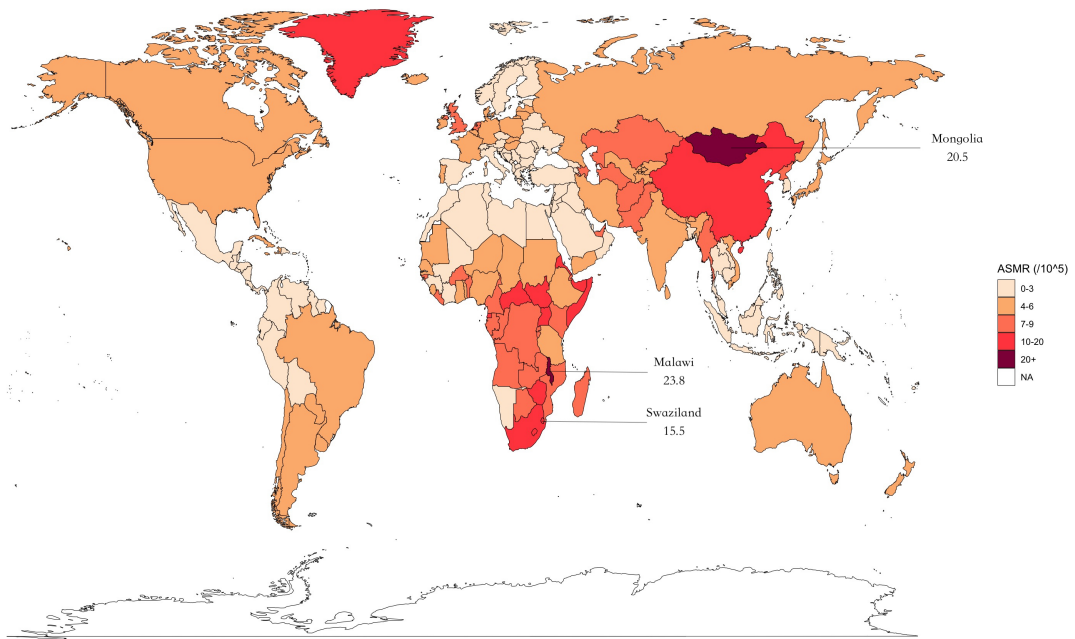 Mongolia
20.5
Malawi
23.8
Swaziland
15.5
ASMR (/10^5)
0-3
4-6
7-9
10-20
20+
NA